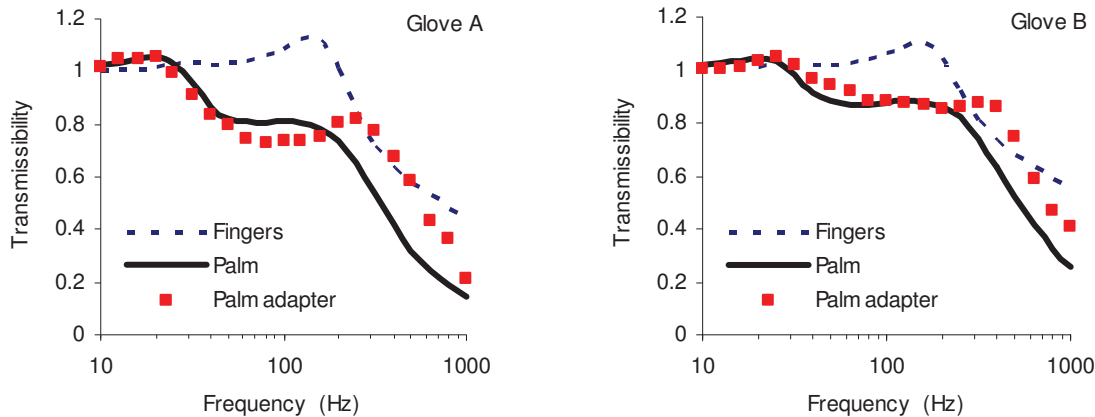 Glove A
1.2
1
0.8
0.6
0.4
0.2
0
Transmissibility
Fingers
Palm
Palm adapter
10
100
1000
Frequency (Hz)
Glove B
1.2
1
0.8
0.6
0.4
0.2
0
Transmissibility
Fingers
Palm
Palm adapter
10
100
1000
Frequency (Hz)